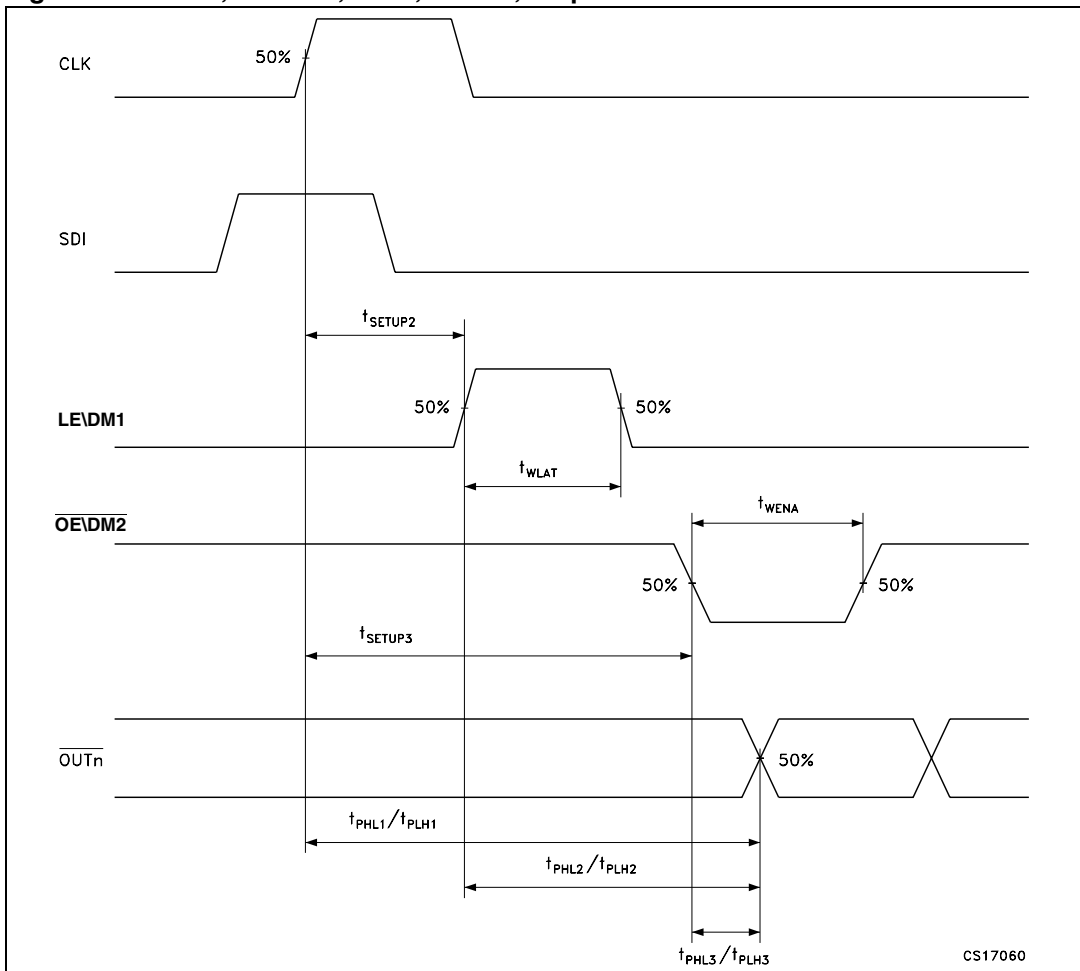 50%
CLK
SDI
tSETUP2
50%
50%
LE\DM1
tWLAT
OE\DM2
tWENA
50%
50%
tSETUP3
OUTn
50%
tPHL1/tPLH1
tPHL2/tPLH2
tPHL3/tPLH3
CS17060